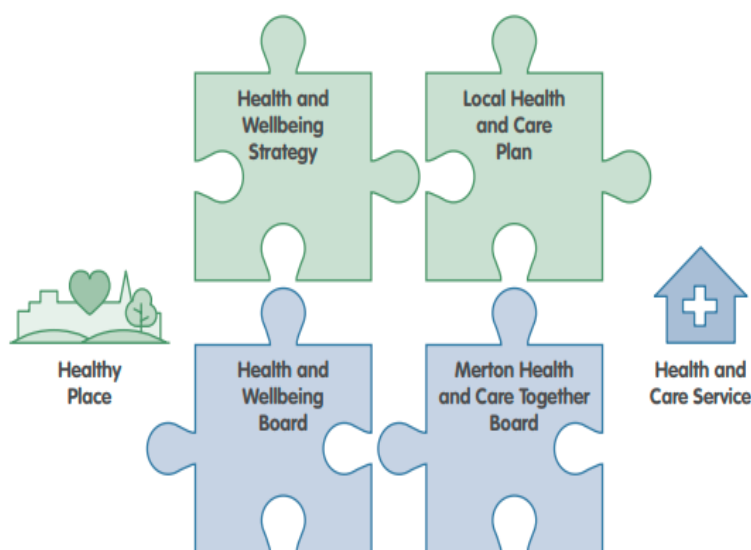 Health and
Wellbeing
Strategy
Local Health
and Care
Plan
Healthy
Place
Health and
Wellbeing
Board
Merton Health
and Care Together
Board
Health and
Care Service